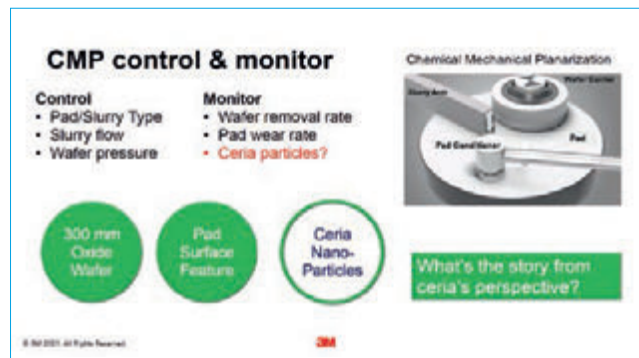 CMP control & monitor
Control
• Pad/Slurry Type
• Slurry flow
• Wafer pressure
Monitor
• Wafer removal rate
• Pad wear rate
• Ceria particles?
Chemical Mechanical Planarization
Wafer Carrier
Slurry Arm
Pad
Pad Conditioner
300 mm
Oxide
Wafer
Pad
Surface
Feature
Ceria
Nano-
Particles
What's the story from
ceria's perspective?
All Rights Reserved.
3M